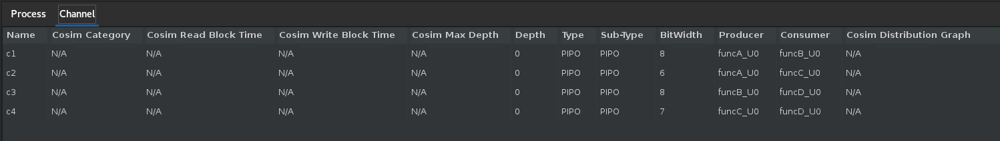 Process Channel
Name Cosim Category Cosim Read Block Time Cosim Write Block Time Cosim Max Depth Depth Type Sub-Type BitWidth Producer Consumer Cosim Distribution Graph
c1 N/A N/A N/A N/A 0 PIPO PIPO 8 funcA_U0 funcB_U0 N/A
c2 N/A N/A N/A N/A 0 PIPO PIPO 6 funcA_U0 funcC_U0 N/A
c3 N/A N/A N/A N/A 0 PIPO PIPO 8 funcB_U0 funcD_U0 N/A
c4 N/A N/A N/A N/A 0 PIPO PIPO 7 funcC_U0 funcD_U0 N/A